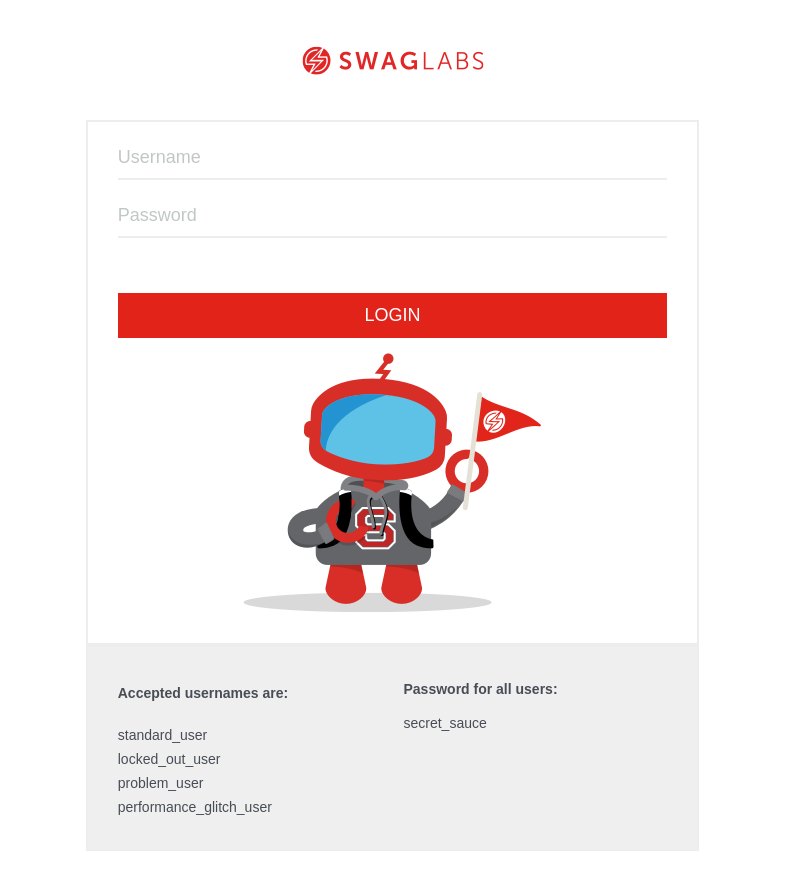 SWAGLABS
Username
Password
LOGIN
S
Accepted usernames are:
standard_user
locked_out_user
problem_user
performance_glitch_user
Password for all users:
secret_sauce